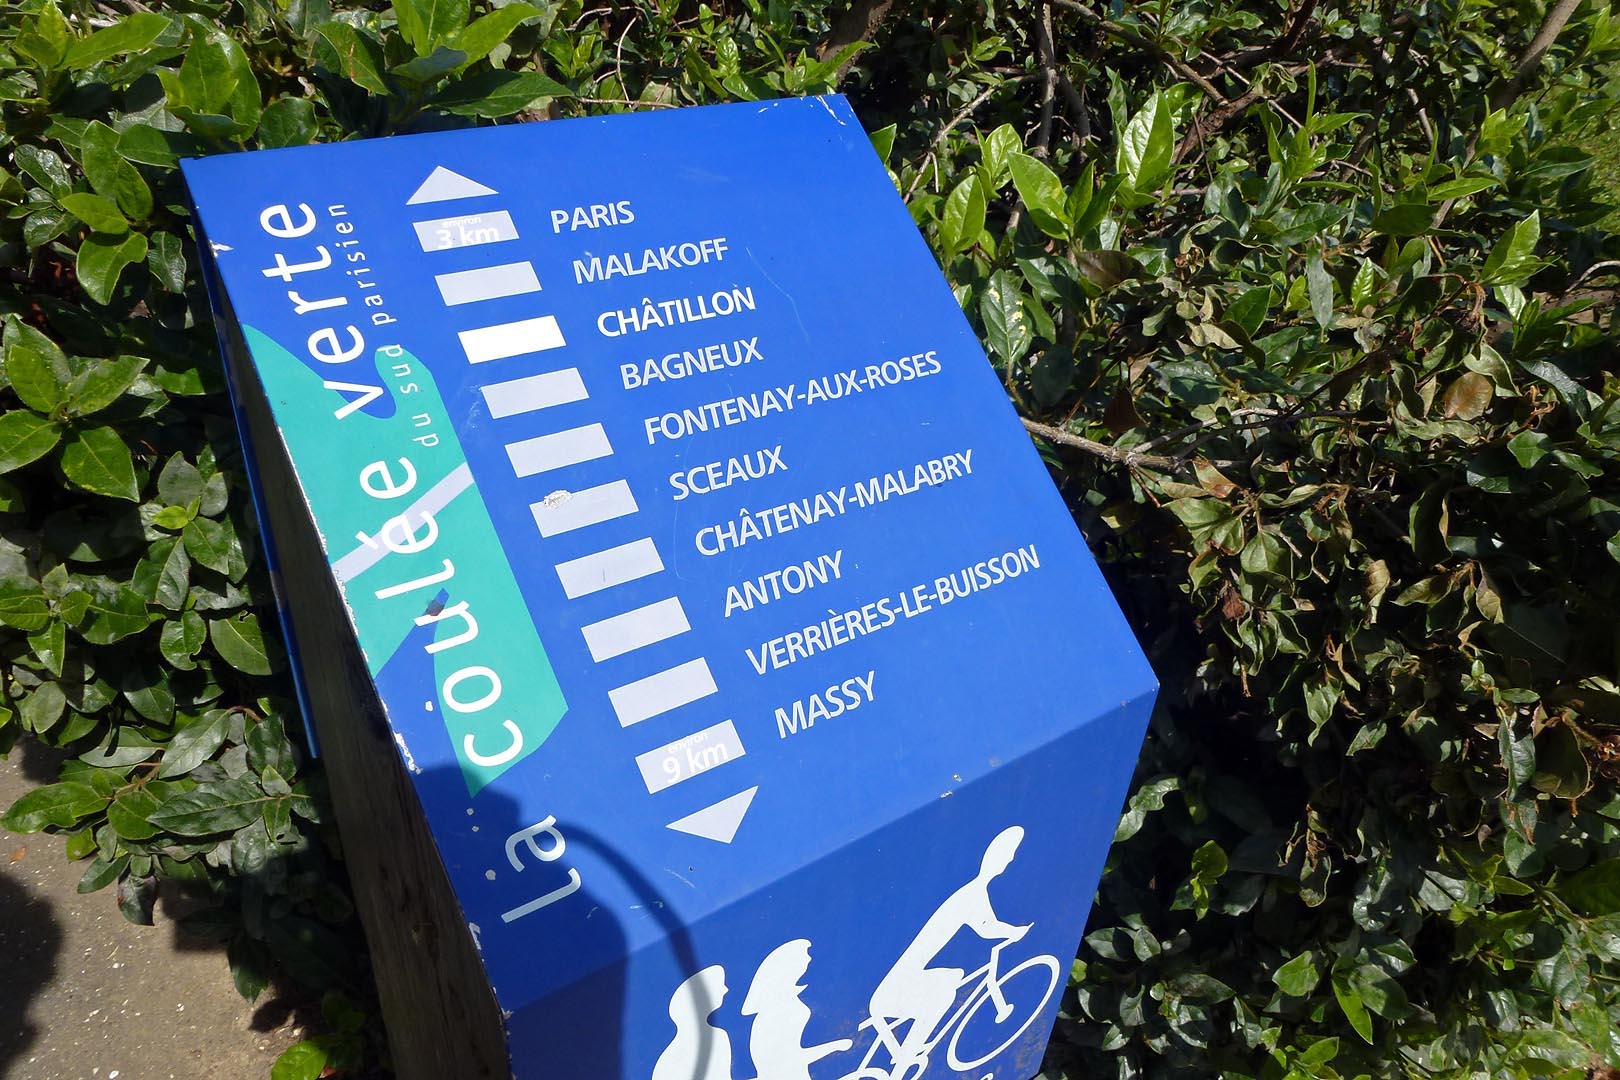 La coulée verte
du sud parisien
environ
3 km
PARIS
MALAKOFF
CHÂTILLON
BAGNEUX
FONTENAY-AUX-ROSES
SCEAUX
CHÂTENAY-MALABRY
ANTONY
VERRIÈRES-LE-BUISSON
MASSY
environ
9 km